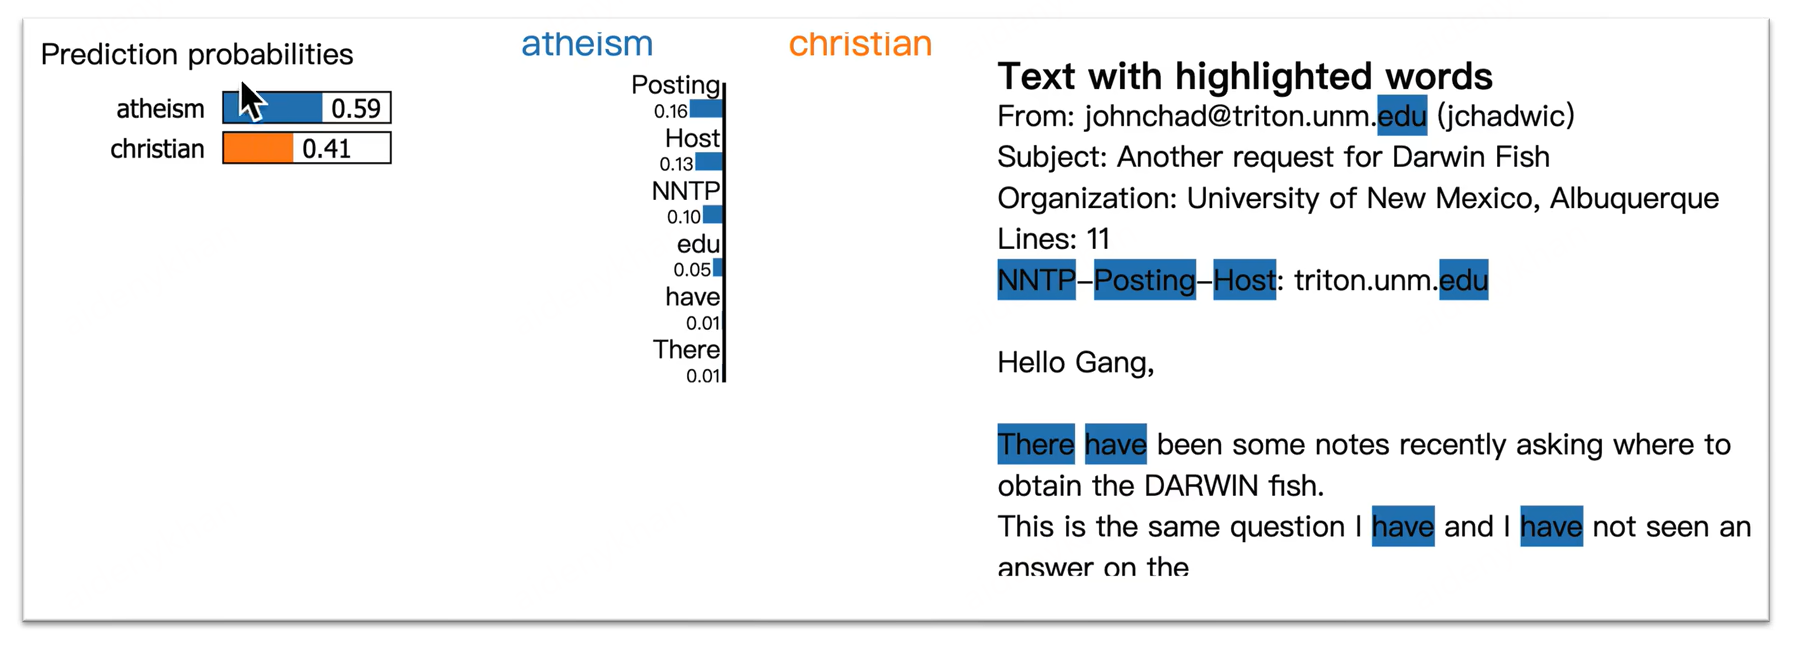 Prediction probabilities
atheism 0.59
christian 0.41
atheism christian
Posting
0.16
Host
0.13
NNTP
0.10
edu
0.05
have
0.01
There
0.01
Text with highlighted words
From: johnchad@triton.unm.edu (jchadwic)
Subject: Another request for Darwin Fish
Organization: University of New Mexico, Albuquerque
Lines: 11
NNTP-Posting-Host: triton.unm.edu
Hello Gang,
There have been some notes recently asking where to
obtain the DARWIN fish.
This is the same question I have and I have not seen an
answer on the